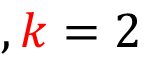 , k = 2